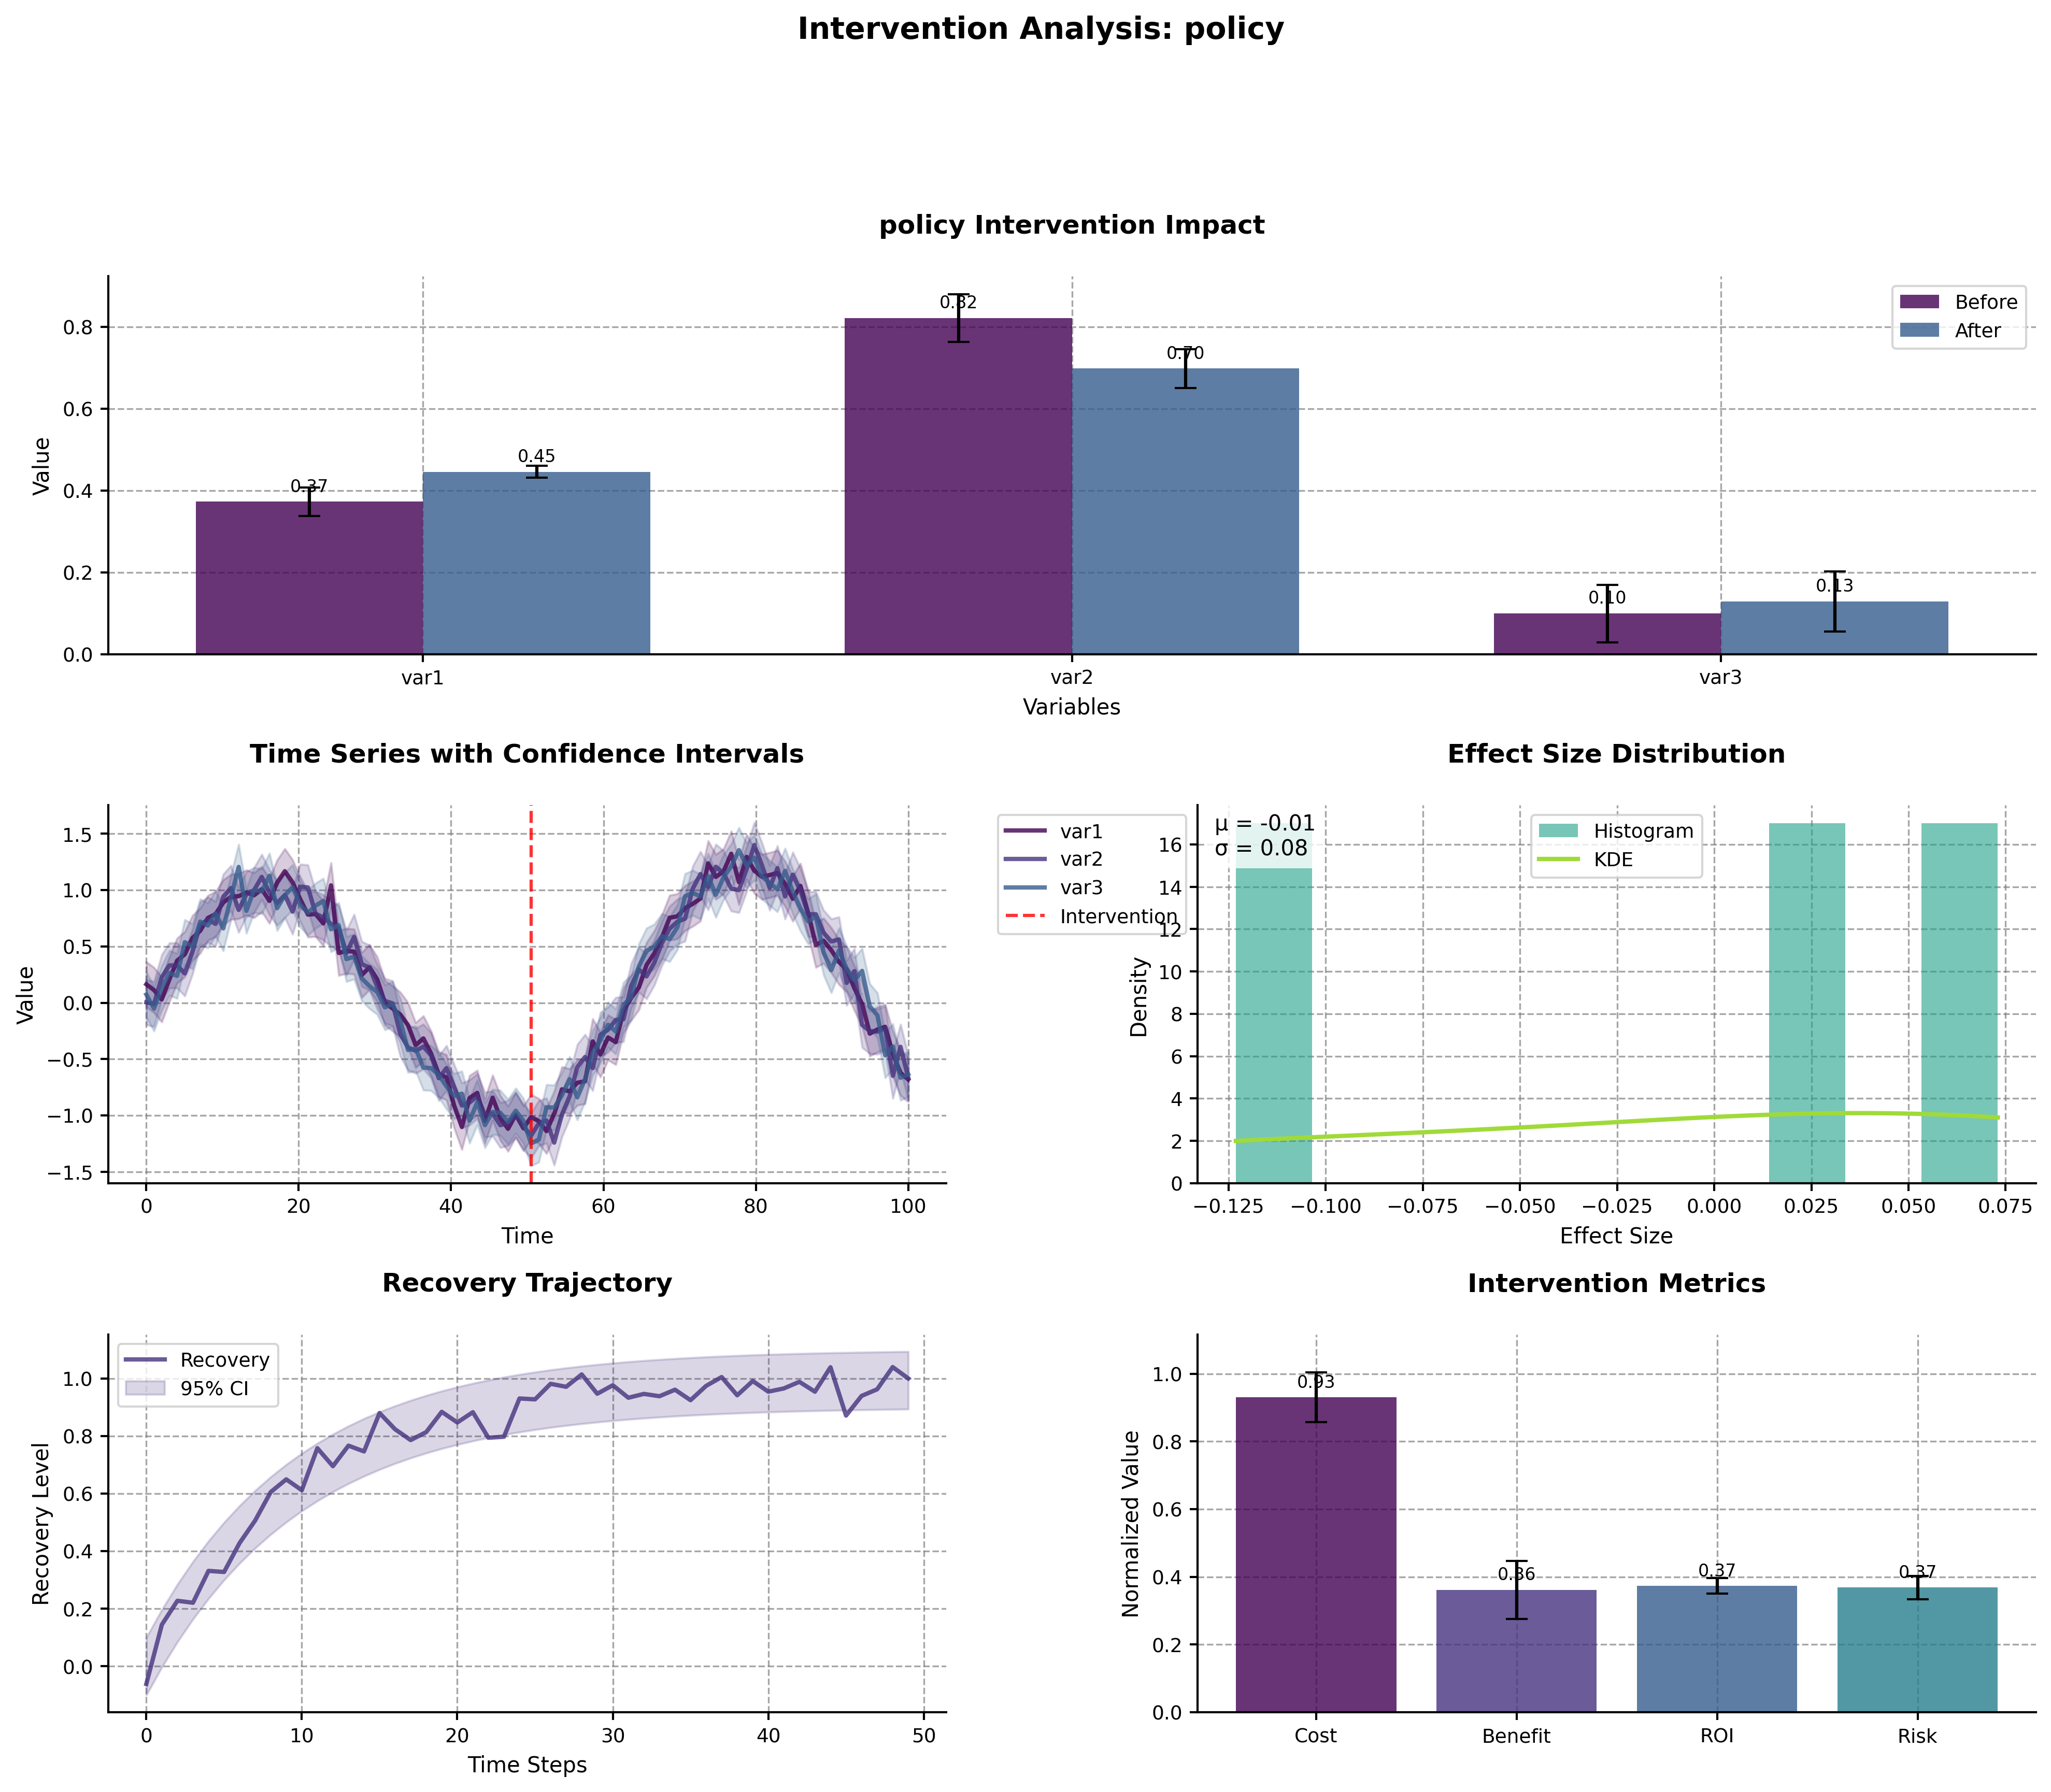 Intervention Analysis: policy
policy Intervention Impact
Value
0.8
0.6
0.4
0.2
0.0
0.37
0.45
0.82
0.70
0.10
0.13
Before
After
var1
var2
var3
Variables
Time Series with Confidence Intervals
Value
1.5
1.0
0.5
0.0
−0.5
−1.0
−1.5
0
20
40
60
80
100
Time
var1
var2
var3
Intervention
Effect Size Distribution
Density
16
14
12
10
8
6
4
2
0
μ = -0.01
σ = 0.08
Histogram
KDE
−0.125
−0.100
−0.075
−0.050
−0.025
0.000
0.025
0.050
0.075
Effect Size
Recovery Trajectory
Recovery Level
1.0
0.8
0.6
0.4
0.2
0.0
Recovery
95% CI
0
10
20
30
40
50
Time Steps
Intervention Metrics
Normalized Value
1.0
0.8
0.6
0.4
0.2
0.0
0.93
0.36
0.37
0.37
Cost
Benefit
ROI
Risk